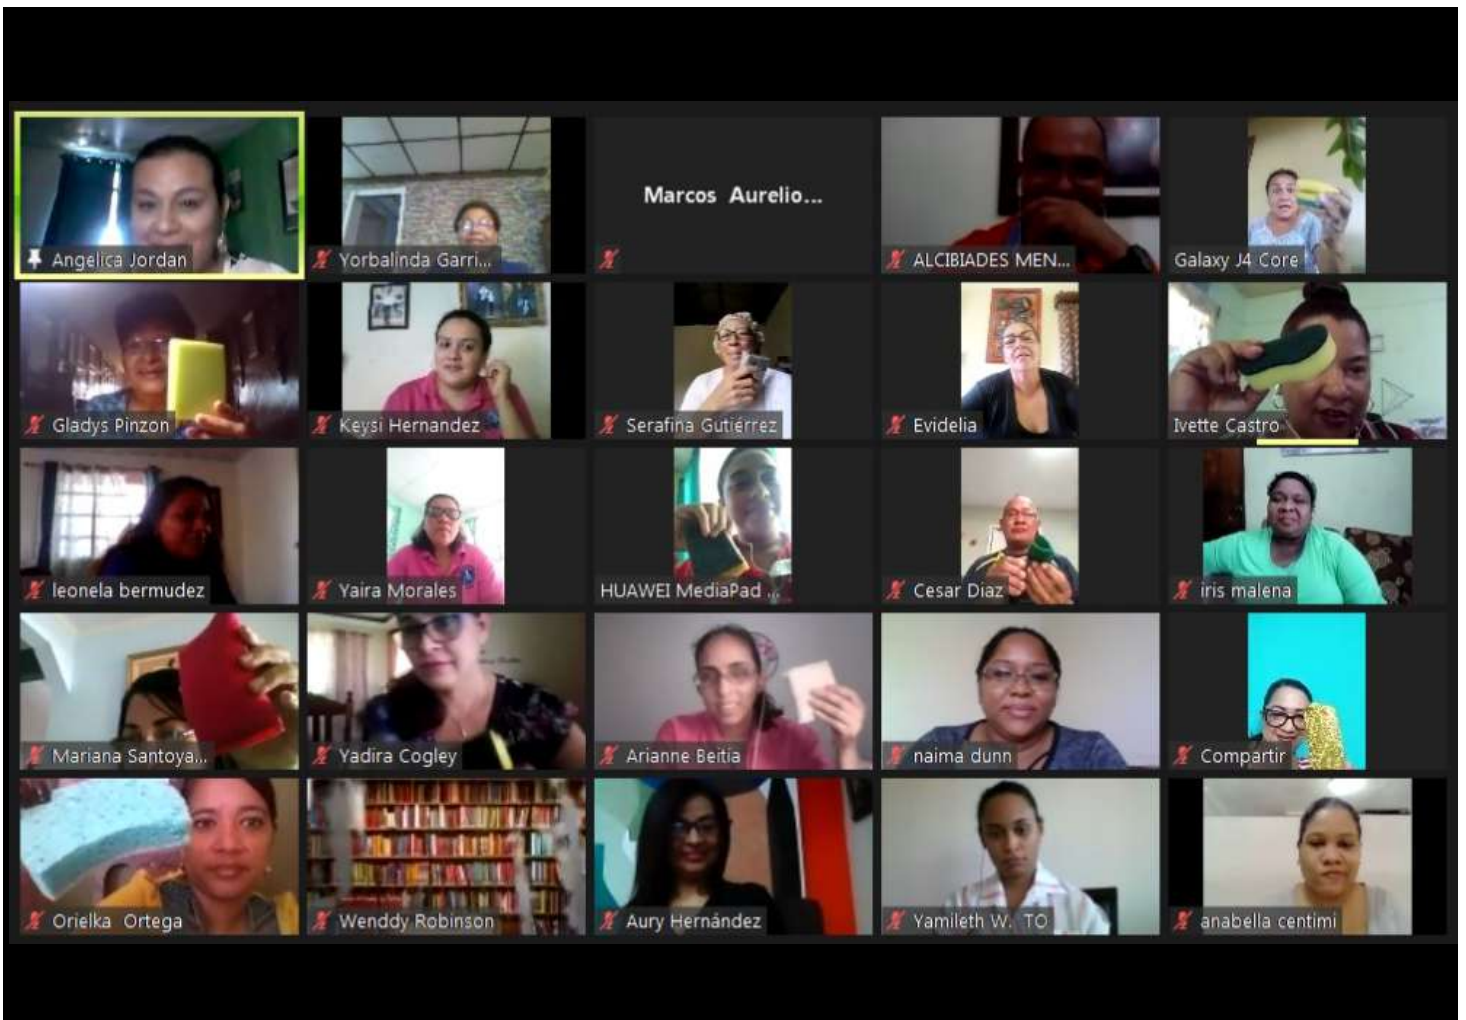 Angelica Jordan
Yorbalinda Garri...
Marcos Aurelio...
ALCIBIADES MEN...
Galaxy J4 Core
Gladys Pinzon
Keysi Hernandez
Serafina Gutiérrez
Evidelia
Ivette Castro
leonela bermudez
Yaira Morales
HUAWEI MediaPad ...
Cesar Diaz
iris malena
Mariana Santoya...
Yadira Cogley
Arianne Beitia
naima dunn
Compartir
Orielka Ortega
Wenddy Robinson
Aury Hernández
Yamileth W. TO
anabella centimi